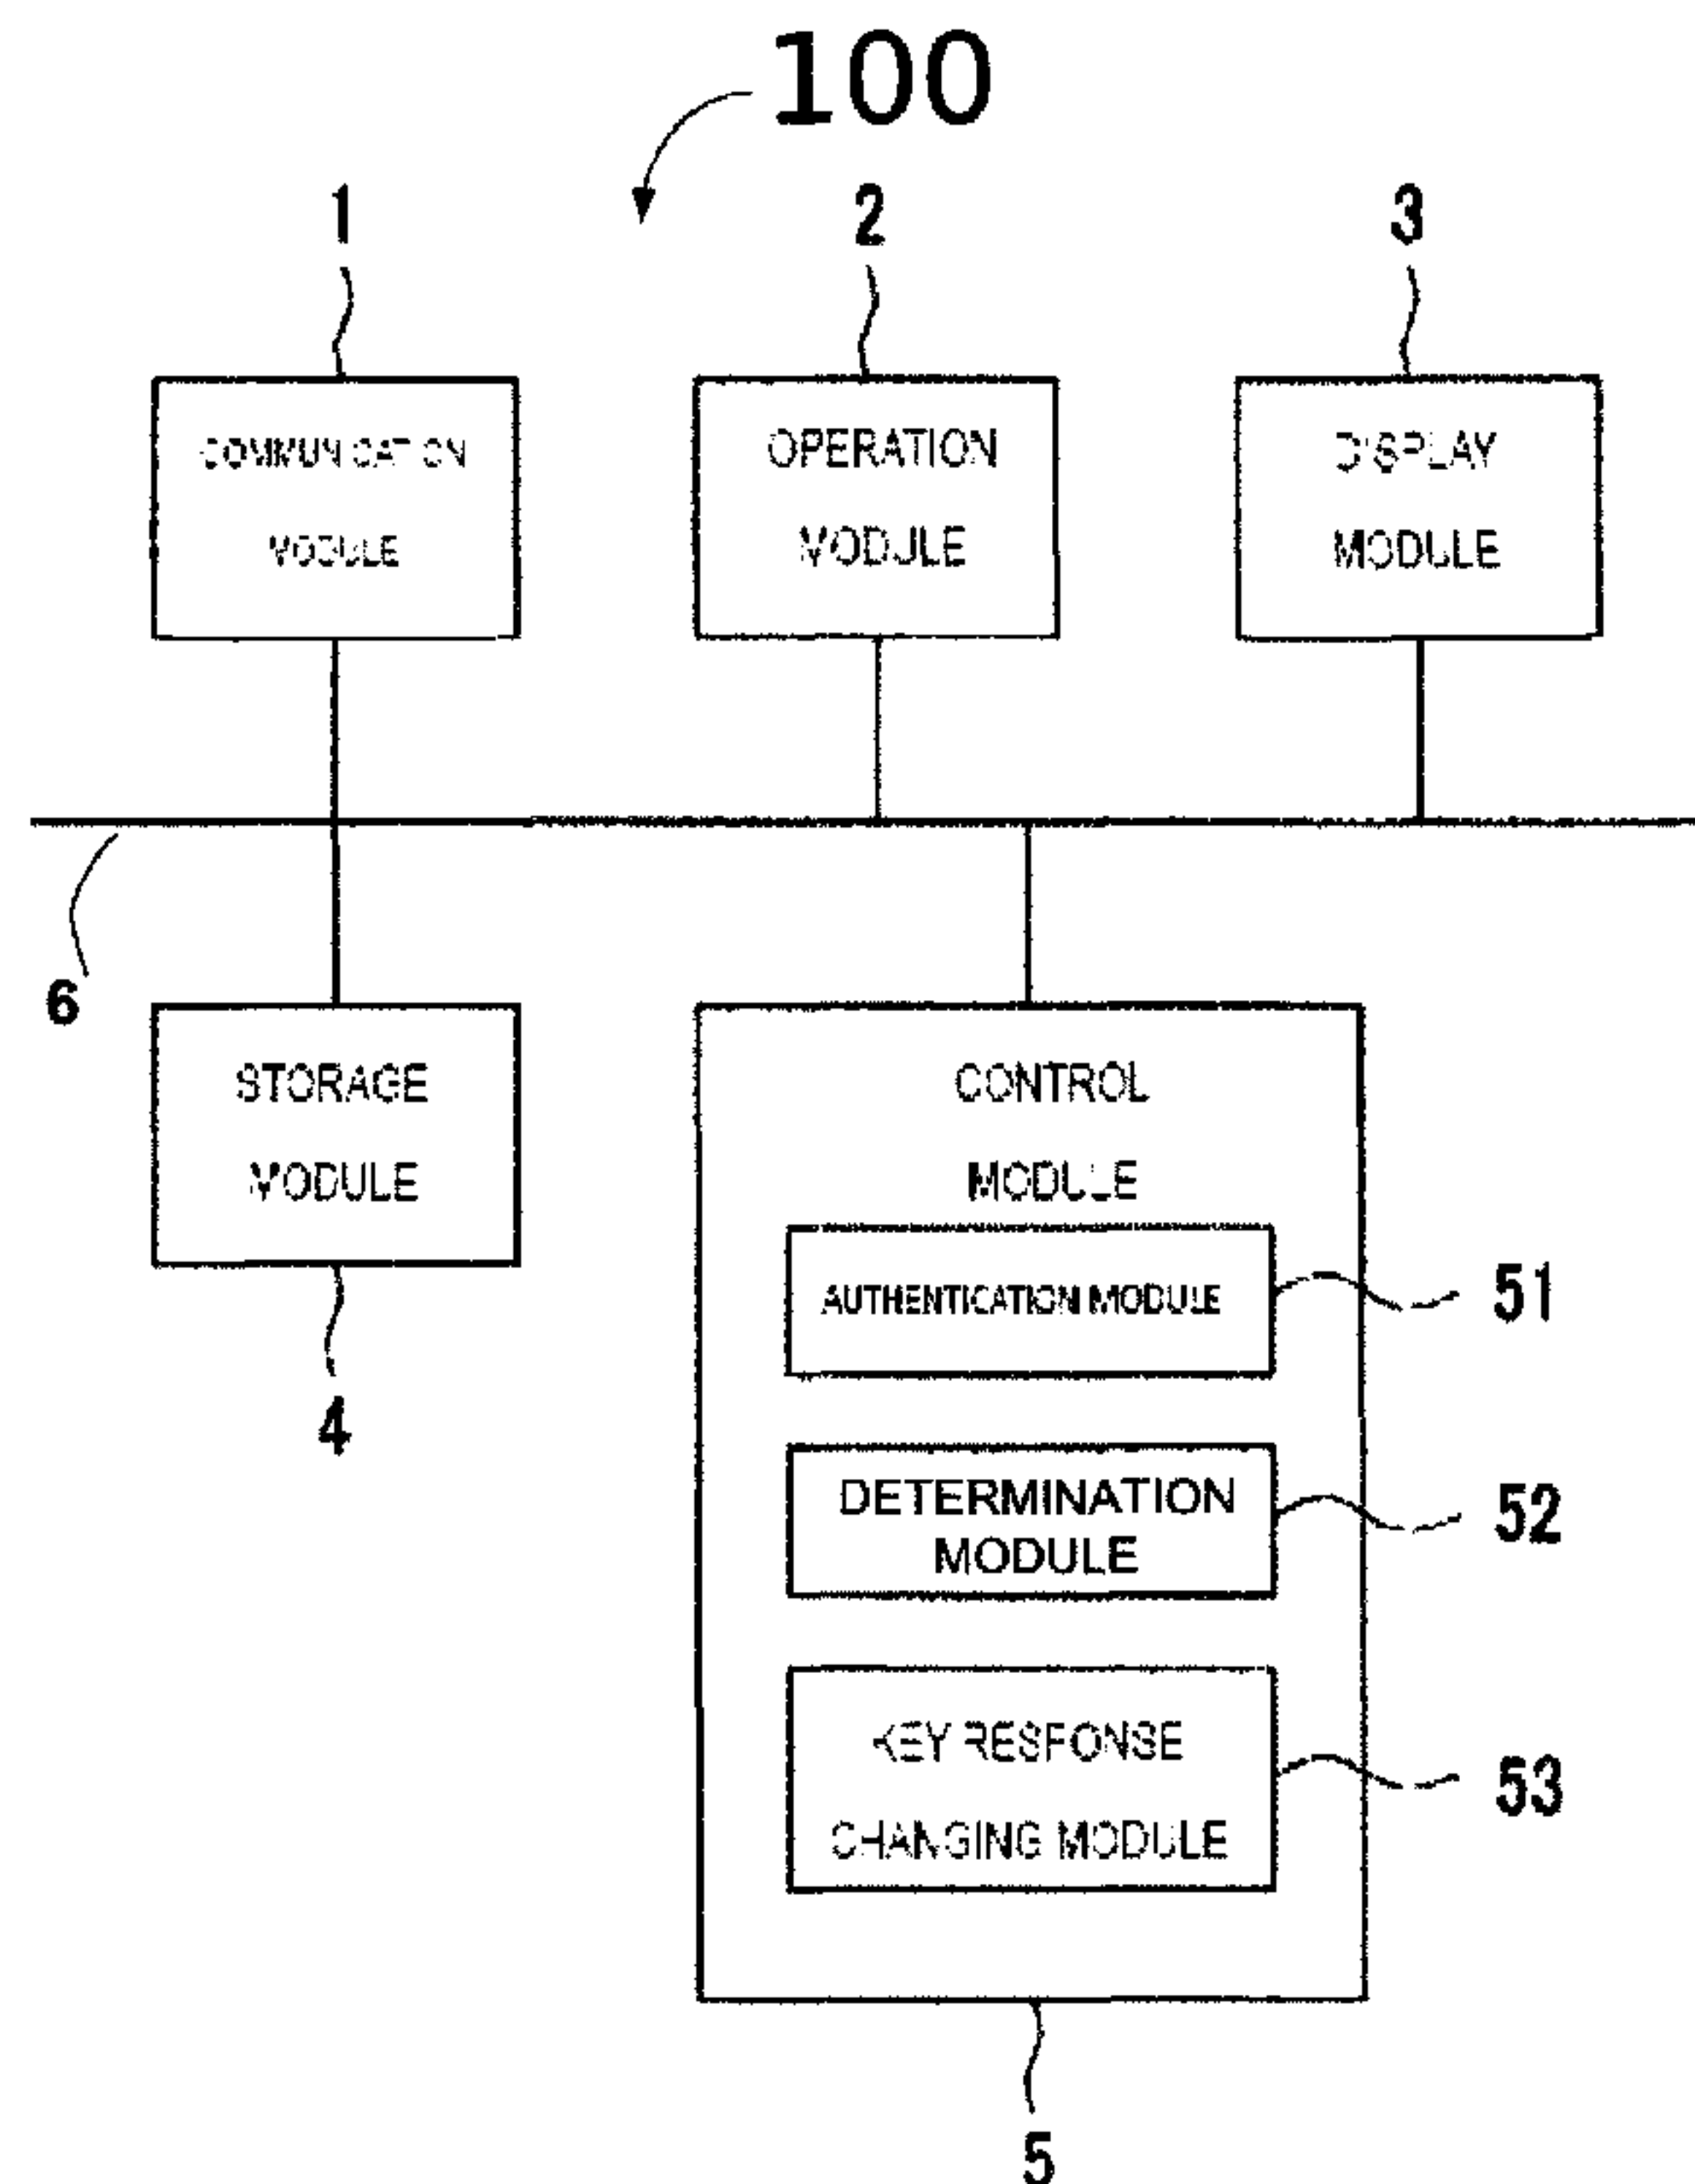 100
1
2
3
COMMUNICATION
MODULE
OPERATION
MODULE
DISPLAY
MODULE
6
STORAGE
MODULE
4
CONTROL
MODULE
AUTHENTICATION MODULE
51
DETERMINATION
MODULE
52
KEY RESPONSE
CHANGING MODULE
53
5